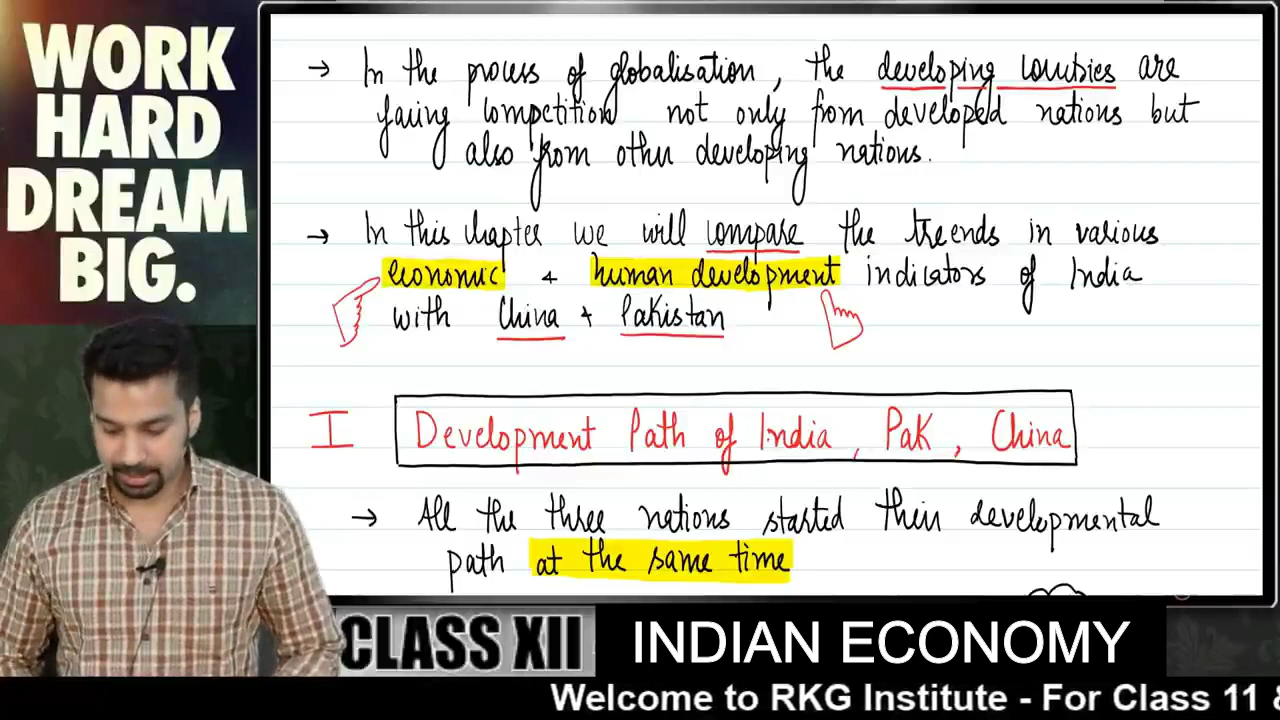 WORK
HARD
DREAM
BIG.
→ In the process of globalisation, the developing countries are
facing competition not only from developed nations but
also from other developing nations.
→ In this chapter we will compare the trends in various
economic + human development indicators of India
with China + Pakistan
I Development Path of India, Pak, China
→ All the three nations started their developmental
path at the same time
CLASS XII INDIAN ECONOMY
Welcome to RKG Institute - For Class 11 &